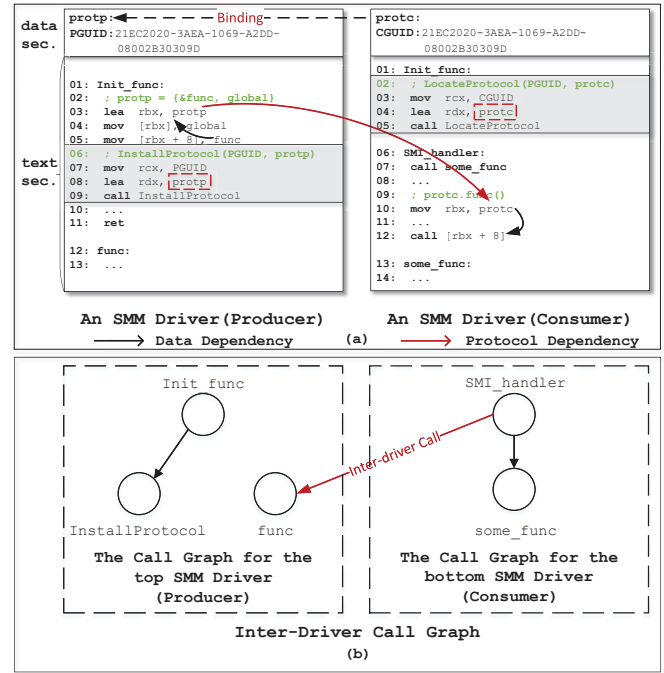 data
sec.
text
sec.
protp:
PGUID:21EC2020-3AEA-1069-A2DD-
08002B30309D
Binding
protc:
CGUID:21EC2020-3AEA-1069-A2DD-
08002B30309D
01: Init_func:
02: ; protp = {&func, global}
03: lea rbx, protp
04: mov [rbx], global
05: mov [rbx + 8], func
06: ; InstallProtocol(PGUID, protp)
07: mov rcx, PGUID
08: lea rdx, protp
09: call InstallProtocol
10: ...
11: ret
12: func:
13: ...
01: Init_func:
02: ; LocateProtocol(PGUID, protc)
03: mov rcx, CGUID
04: lea rdx, protc
05: call LocateProtocol
06: SMI_handler:
07: call some_func
08: ...
09: ; protc.func()
10: mov rbx, protc
11: ...
12: call [rbx + 8]
13: some_func:
14: ...
An SMM Driver(Producer)
An SMM Driver(Consumer)
Data Dependency
(a)
Protocol Dependency
Init func
SMI_handler
Inter-driver Call
InstallProtocol
func
some_func
The Call Graph for the
top SMM Driver
(Producer)
The Call Graph for the
bottom SMM Driver
(Consumer)
Inter-Driver Call Graph
(b)